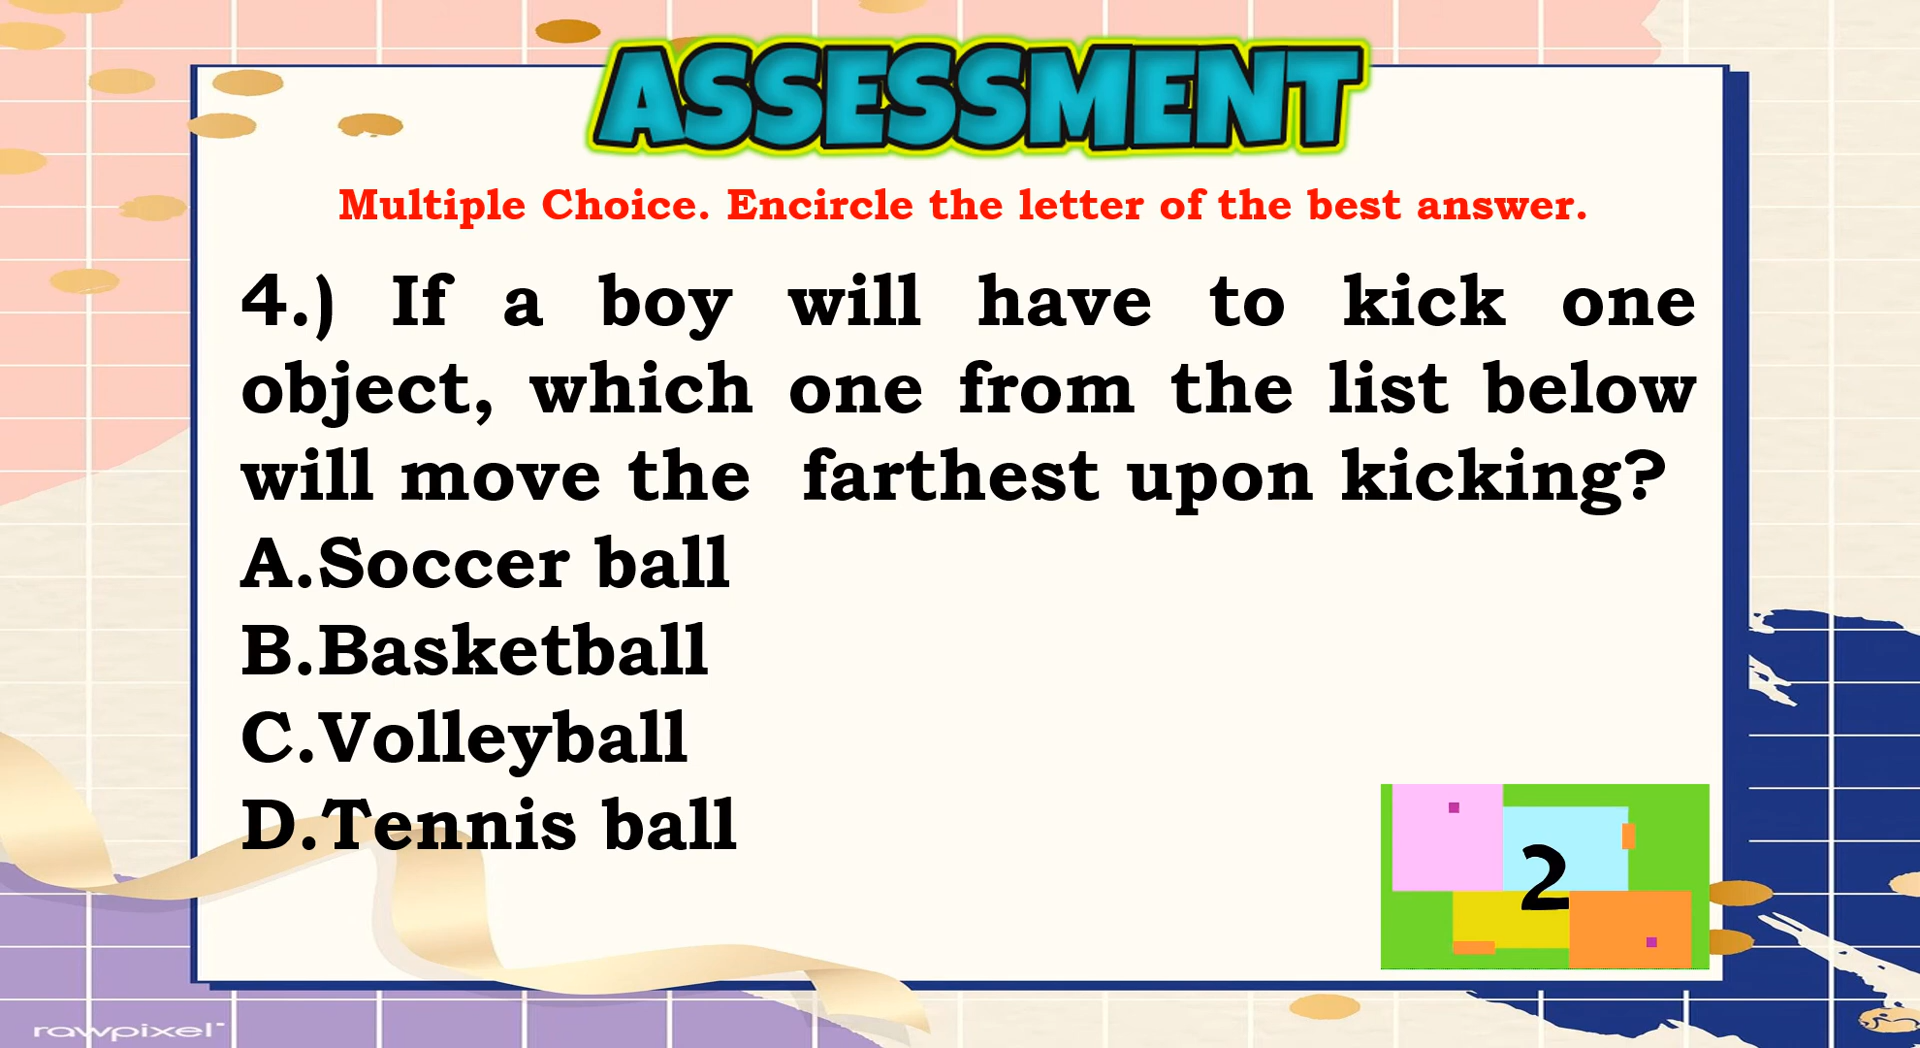 ASSESSMENT
Multiple Choice. Encircle the letter of the best answer.
4.) If a boy will have to kick one
object, which one from the list below
will move the farthest upon kicking?
A.Soccer ball
B.Basketball
C.Volleyball
D.Tennis ball
2
rawpixel